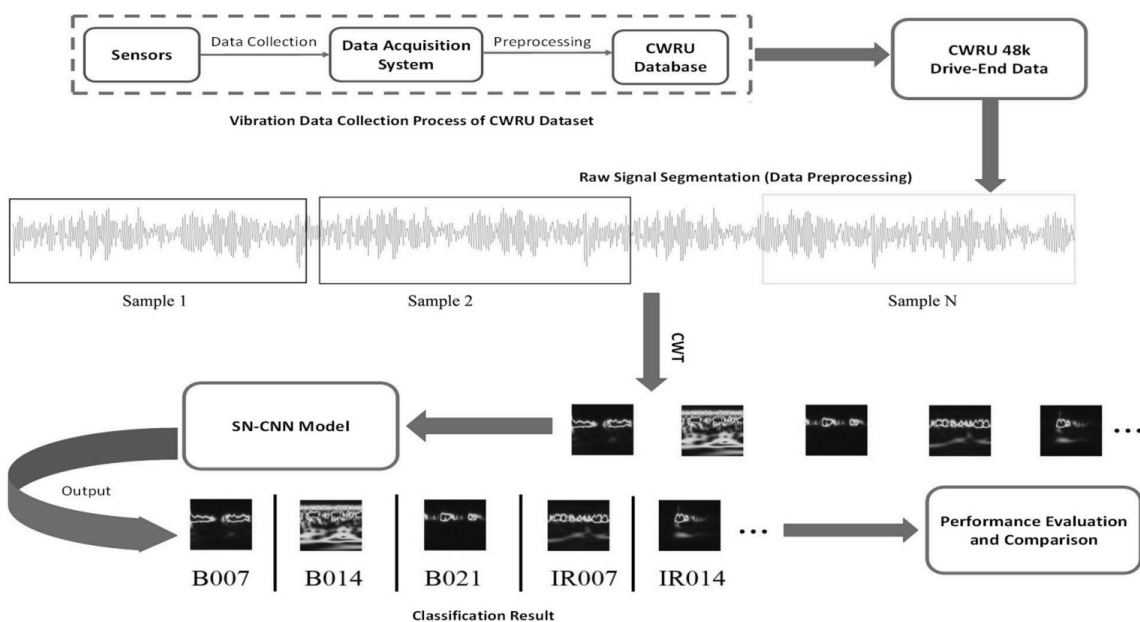 Sensors
Data Collection
Data Acquisition
System
Preprocessing
CWRU
Database
CWRU 48k
Drive-End Data
Vibration Data Collection Process of CWRU Dataset
Raw Signal Segmentation (Data Preprocessing)
Sample 1
Sample 2
Sample N
CWT
SN-CNN Model
Output
B007
B014
B021
IR007
IR014
Performance Evaluation
and Comparison
Classification Result